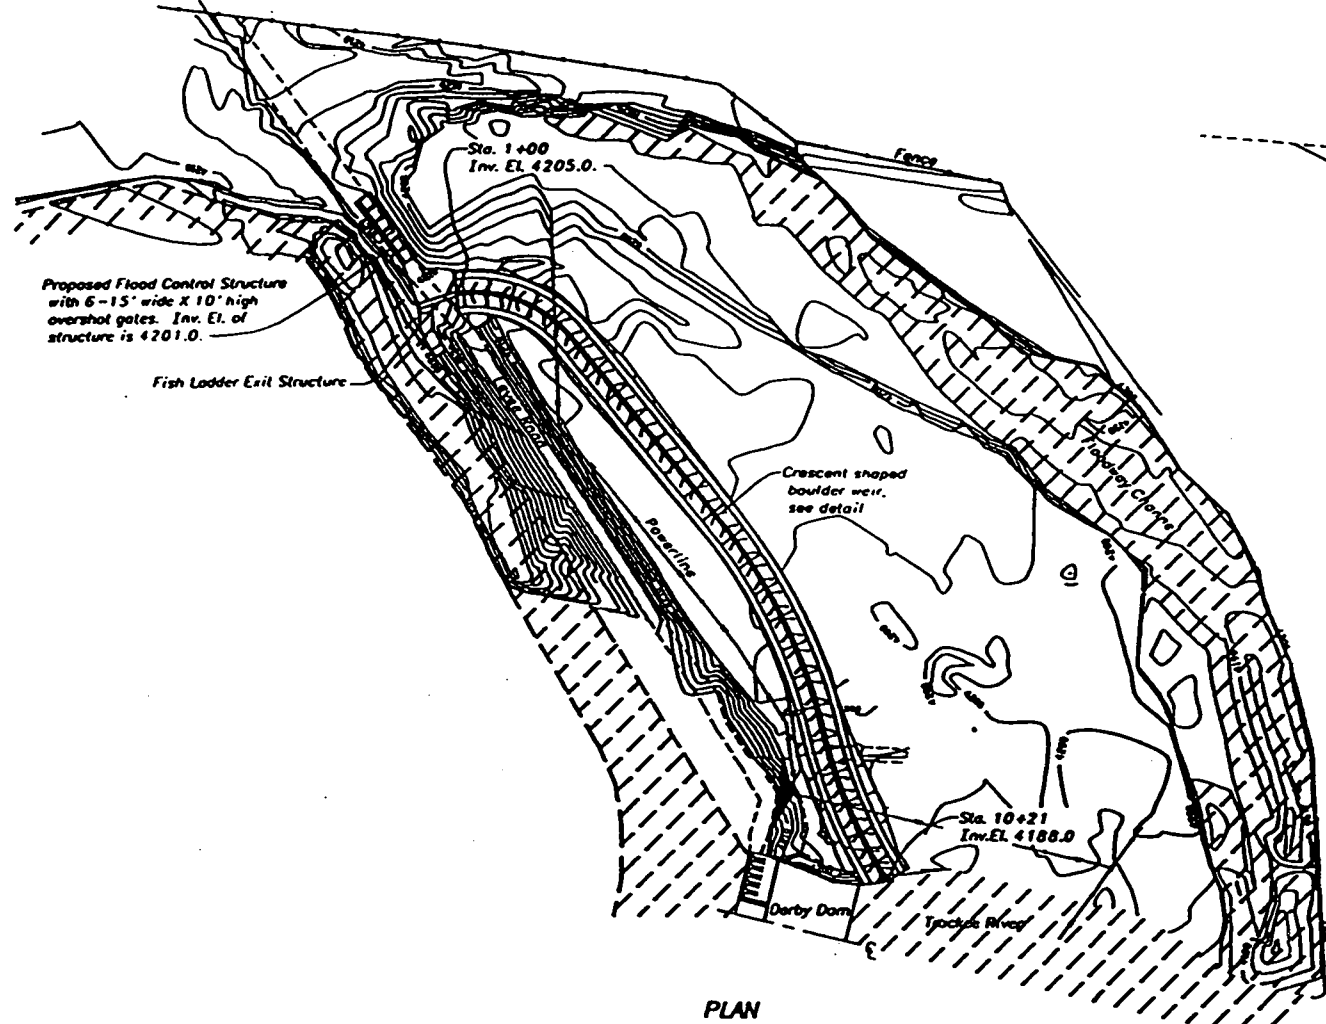 Sta. 1+00
Inv. El. 4205.0.
Fence
Proposed Flood Control Structure
with 6-15' wide X 10' high
overshot gates. Inv. El. of
structure is 4201.0.
Fish Ladder Exit Structure
Road
Crescent shaped
boulder weir,
see detail
Floodway Channel
Powerline
Sta. 10+21
Inv.El. 4188.0
Derby Dam
Truckee River
PLAN